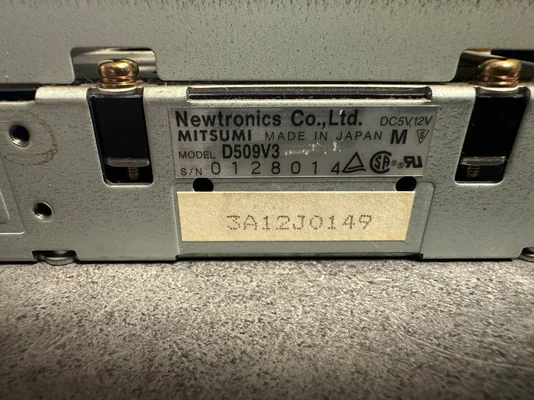 Newtronics Co.,Ltd. DC5V,12V
MITSUMI MADE IN JAPAN M
MODEL D509V3
S/N 0128014
3A12J0149